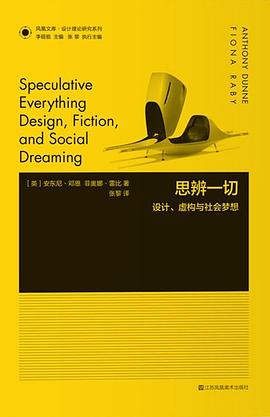 凤凰文库·设计理论研究系列
李砚祖 主编 张黎 执行主编
ANTHONY DUNNE
FIONA RABY
Speculative
Everything
Design, Fiction,
and Social
Dreaming
[英] 安东尼·邓恩 菲奥娜·雷比 著
张黎 译
思辨一切
设计、虚构与社会梦想
江苏凤凰美术出版社